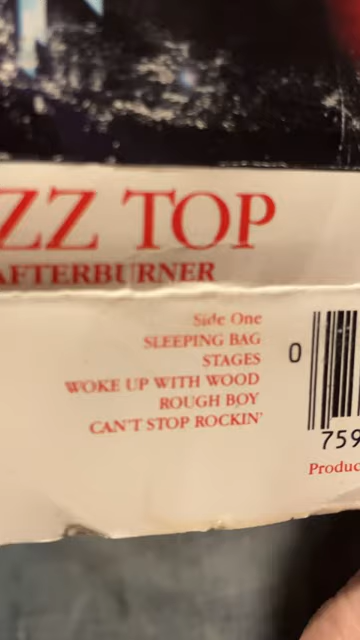 ZZ TOP
AFTERBURNER
Side One
SLEEPING BAG
STAGES
WOKE UP WITH WOOD
ROUGH BOY
CAN'T STOP ROCKIN'
0
759
Produc